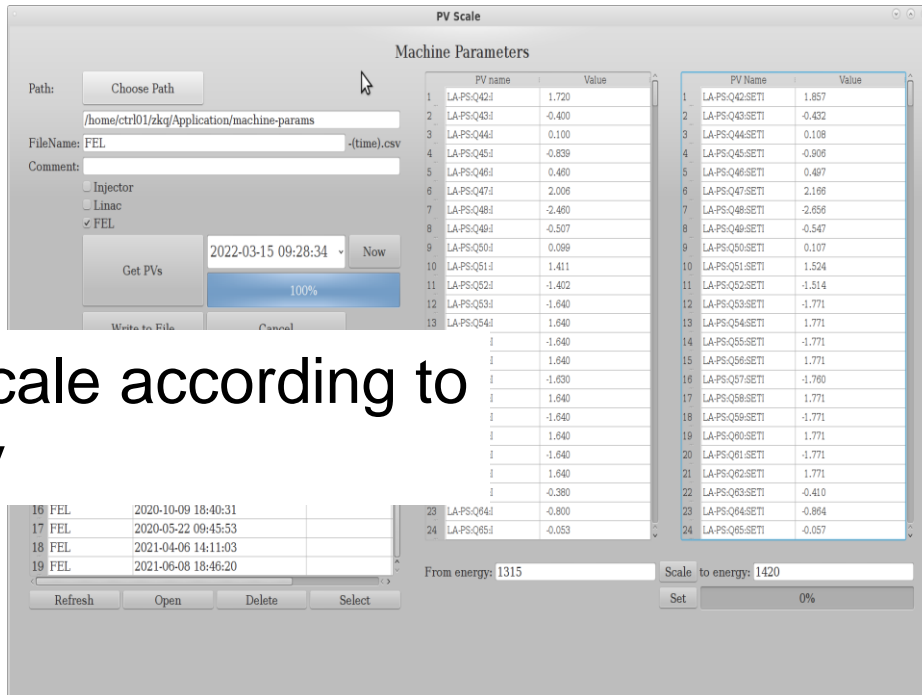 PV Scale
Machine Parameters
Path:
Choose Path
/home/ctrl01/zkq/Application/machine-params
FileName: FEL -(time).csv
Comment:
Injector
Linac
FEL
Get PVs
2022-03-15 09:28:34
Now
100%
Write to File
Cancel
cale according to
16 FEL 2020-10-09 18:40:31
17 FEL 2020-05-22 09:45:53
18 FEL 2021-04-06 14:11:03
19 FEL 2021-06-08 18:46:20
Refresh Open Delete Select
PV name Value
1 LA-PS:Q42:I 1.720
2 LA-PS:Q43:I -0.400
3 LA-PS:Q44:I 0.100
4 LA-PS:Q45:I -0.839
5 LA-PS:Q46:I 0.460
6 LA-PS:Q47:I 2.006
7 LA-PS:Q48:I -2.460
8 LA-PS:Q49:I -0.507
9 LA-PS:Q50:I 0.099
10 LA-PS:Q51:I 1.411
11 LA-PS:Q52:I -1.402
12 LA-PS:Q53:I -1.640
13 LA-PS:Q54:I 1.640
I -1.640
I 1.640
I -1.630
I 1.640
I -1.640
I 1.640
I -1.640
I 1.640
I -0.380
23 LA-PS:Q64:I -0.800
24 LA-PS:Q65:I -0.053
PV Name Value
1 LA-PS:Q42:SETI 1.857
2 LA-PS:Q43:SETI -0.432
3 LA-PS:Q44:SETI 0.108
4 LA-PS:Q45:SETI -0.906
5 LA-PS:Q46:SETI 0.497
6 LA-PS:Q47:SETI 2.166
7 LA-PS:Q48:SETI -2.656
8 LA-PS:Q49:SETI -0.547
9 LA-PS:Q50:SETI 0.107
10 LA-PS:Q51:SETI 1.524
11 LA-PS:Q52:SETI -1.514
12 LA-PS:Q53:SETI -1.771
13 LA-PS:Q54:SETI 1.771
14 LA-PS:Q55:SETI -1.771
15 LA-PS:Q56:SETI 1.771
16 LA-PS:Q57:SETI -1.760
17 LA-PS:Q58:SETI 1.771
18 LA-PS:Q59:SETI -1.771
19 LA-PS:Q60:SETI 1.771
20 LA-PS:Q61:SETI -1.771
21 LA-PS:Q62:SETI 1.771
22 LA-PS:Q63:SETI -0.410
23 LA-PS:Q64:SETI -0.864
24 LA-PS:Q65:SETI -0.057
From energy: 1315
Scale to energy: 1420
Set 0%